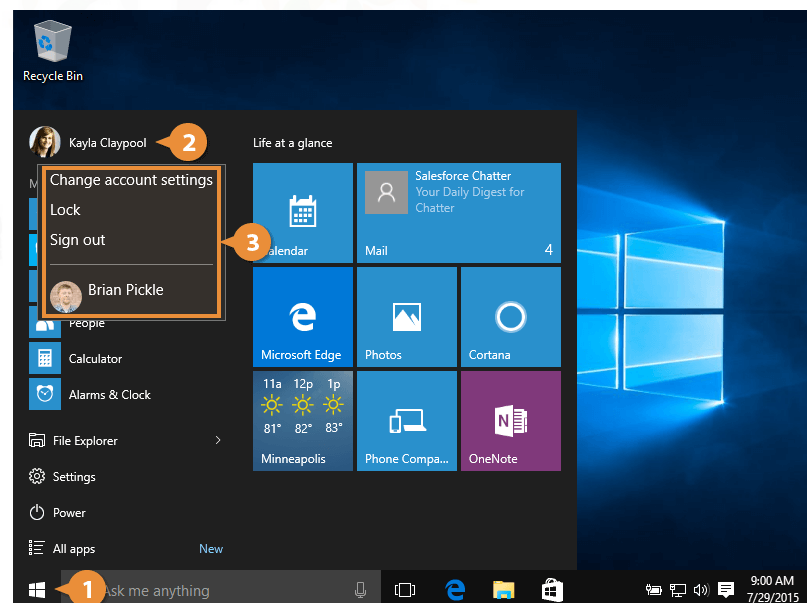 Recycle Bin
Kayla Claypool
2
Life at a glance
Change account settings
Lock
Sign out
3
Brian Pickle
People
Calculator
Alarms & Clock
File Explorer
Settings
Power
All apps
New
alendar
Salesforce Chatter
Your Daily Digest for
Chatter
Mail
4
Microsoft Edge
Photos
Cortana
11a 12p 1p
81° 82° 83°
Minneapolis
Phone Compa...
N
OneNote
1
Ask me anything
9:00 AM
7/29/2015